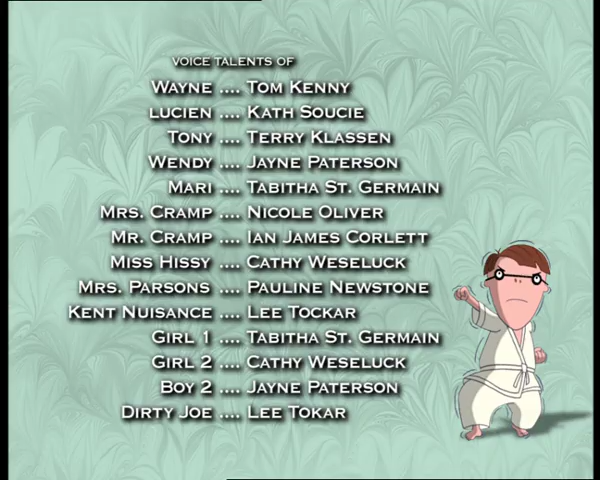 VOICE TALENTS OF
WAYNE .... TOM KENNY
LUCIEN .... KATH SOUCIE
TONY .... TERRY KLASSEN
WENDY .... JAYNE PATERSON
MARI .... TABITHA ST. GERMAIN
MRS. CRAMP .... NICOLE OLIVER
MR. CRAMP .... IAN JAMES CORLETT
MISS HISSY .... CATHY WESELUCK
MRS. PARSONS .... PAULINE NEWSTONE
KENT NUISANCE .... LEE TOCKAR
GIRL 1 .... TABITHA ST. GERMAIN
GIRL 2 .... CATHY WESELUCK
BOY 2 .... JAYNE PATERSON
DIRTY JOE .... LEE TOKAR